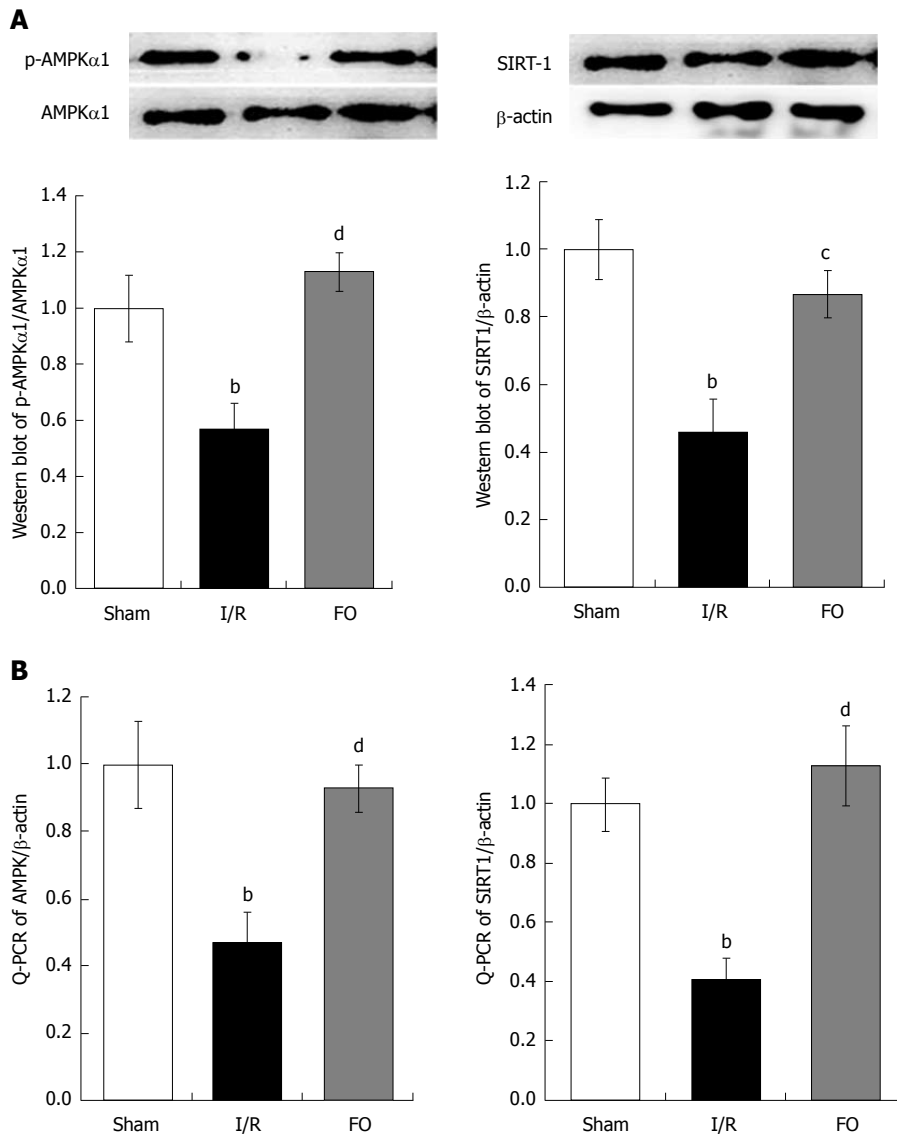 A
p-AMPKα1
AMPKα1
SIRT-1
β-actin
Western blot of p-AMPKα1/AMPKα1
1.4
1.2
1.0
0.8
0.6
0.4
0.2
0.0
b
d
Sham I/R FO
Western blot of SIRT1/β-actin
1.2
1.0
0.8
0.6
0.4
0.2
0.0
b
c
Sham I/R FO
B
Q-PCR of AMPK/β-actin
1.2
1.0
0.8
0.6
0.4
0.2
0.0
b
d
Sham I/R FO
Q-PCR of SIRT1/β-actin
1.4
1.2
1.0
0.8
0.6
0.4
0.2
0.0
b
d
Sham I/R FO